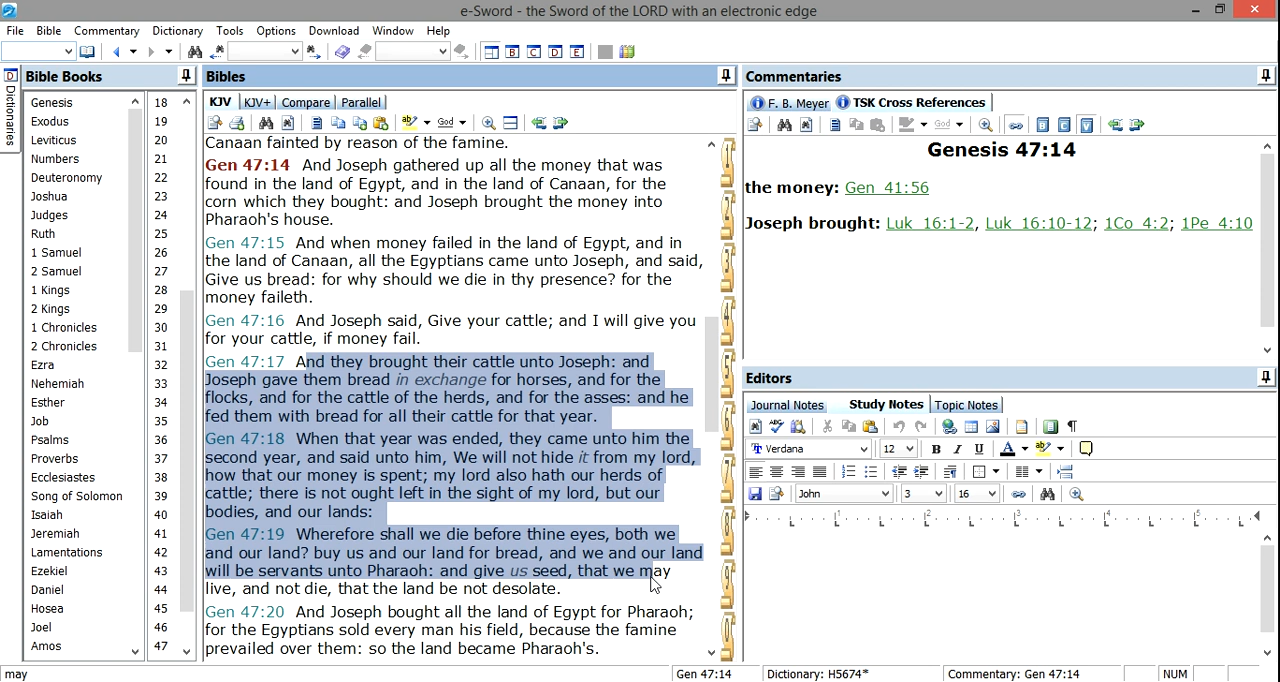 e-Sword - the Sword of the LORD with an electronic edge
File Bible Commentary Dictionary Tools Options Download Window Help
B C D E
D Bible Books Bibles Commentaries
Dictionaries
Genesis
Exodus
Leviticus
Numbers
Deuteronomy
Joshua
Judges
Ruth
1 Samuel
2 Samuel
1 Kings
2 Kings
1 Chronicles
2 Chronicles
Ezra
Nehemiah
Esther
Job
Psalms
Proverbs
Ecclesiastes
Song of Solomon
Isaiah
Jeremiah
Lamentations
Ezekiel
Daniel
Hosea
Joel
Amos
18
19
20
21
22
23
24
25
26
27
28
29
30
31
32
33
34
35
36
37
38
39
40
41
42
43
44
45
46
47
KJV KJV+ Compare Parallel
ab God
Canaan fainted by reason of the famine.
Gen 47:14 And Joseph gathered up all the money that was
found in the land of Egypt, and in the land of Canaan, for the
corn which they bought: and Joseph brought the money into
Pharaoh's house.
Gen 47:15 And when money failed in the land of Egypt, and in
the land of Canaan, all the Egyptians came unto Joseph, and said,
Give us bread: for why should we die in thy presence? for the
money faileth.
Gen 47:16 And Joseph said, Give your cattle; and I will give you
for your cattle, if money fail.
Gen 47:17 And they brought their cattle unto Joseph: and
Joseph gave them bread in exchange for horses, and for the
flocks, and for the cattle of the herds, and for the asses: and he
fed them with bread for all their cattle for that year.
Gen 47:18 When that year was ended, they came unto him the
second year, and said unto him, We will not hide it from my lord,
how that our money is spent; my lord also hath our herds of
cattle; there is not ought left in the sight of my lord, but our
bodies, and our lands:
Gen 47:19 Wherefore shall we die before thine eyes, both we
and our land? buy us and our land for bread, and we and our land
will be servants unto Pharaoh: and give us seed, that we may
live, and not die, that the land be not desolate.
Gen 47:20 And Joseph bought all the land of Egypt for Pharaoh;
for the Egyptians sold every man his field, because the famine
prevailed over them: so the land became Pharaoh's.
1
2
3
4
5
6
7
8
9
0
F. B. Meyer TSK Cross References
God D C V
Genesis 47:14
the money: Gen 41:56
Joseph brought: Luk 16:1-2, Luk 16:10-12; 1Co 4:2; 1Pe 4:10
Editors
Journal Notes Study Notes Topic Notes
Verdana 12 B I U A ab
John 3 16
1 2 3 4 5
may Gen 47:14 Dictionary: H5674* Commentary: Gen 47:14 NUM